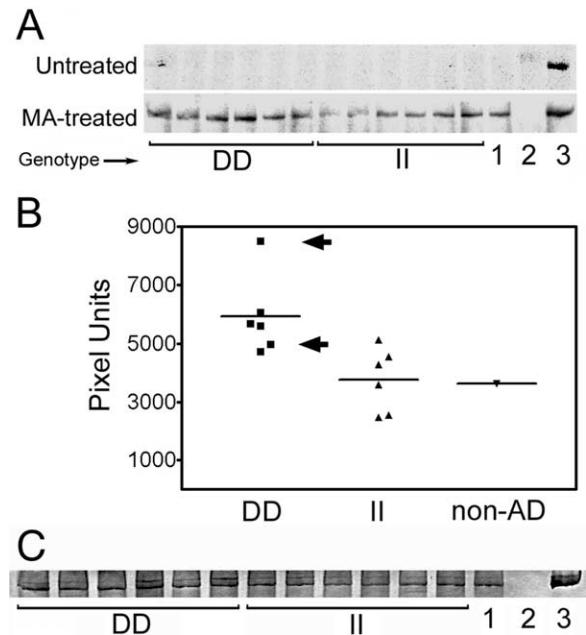 A
Untreated
MA-treated
Genotype
DD II 1 2 3
B
Pixel Units
9000
7000
5000
3000
1000
DD II non-AD
C
DD II 1 2 3